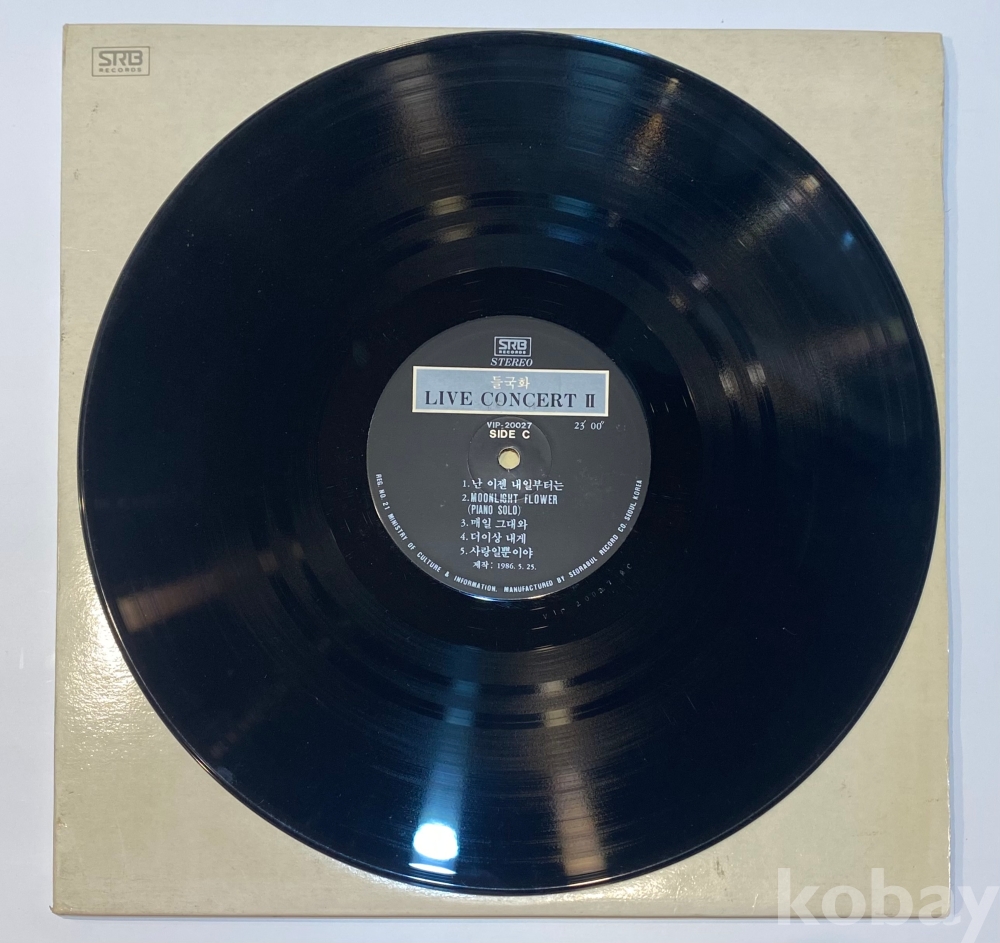 SRB
RECORDS
SRB
RECORDS
STEREO
들국화
LIVE CONCERT II
VIP-20027
SIDE C
23′ 00″
1. 난 이젠 내일부터는
2. MOONLIGHT FLOWER
(PIANO SOLO)
3. 매일 그대와
4. 더이상 내게
5. 사랑일뿐이야
제작: 1986. 5. 25.
REG. NO. 21 MINISTRY OF CULTURE & INFORMATION. MANUFACTURED BY SEORABUL RECORD CO. SEOUL KOREA
kobay